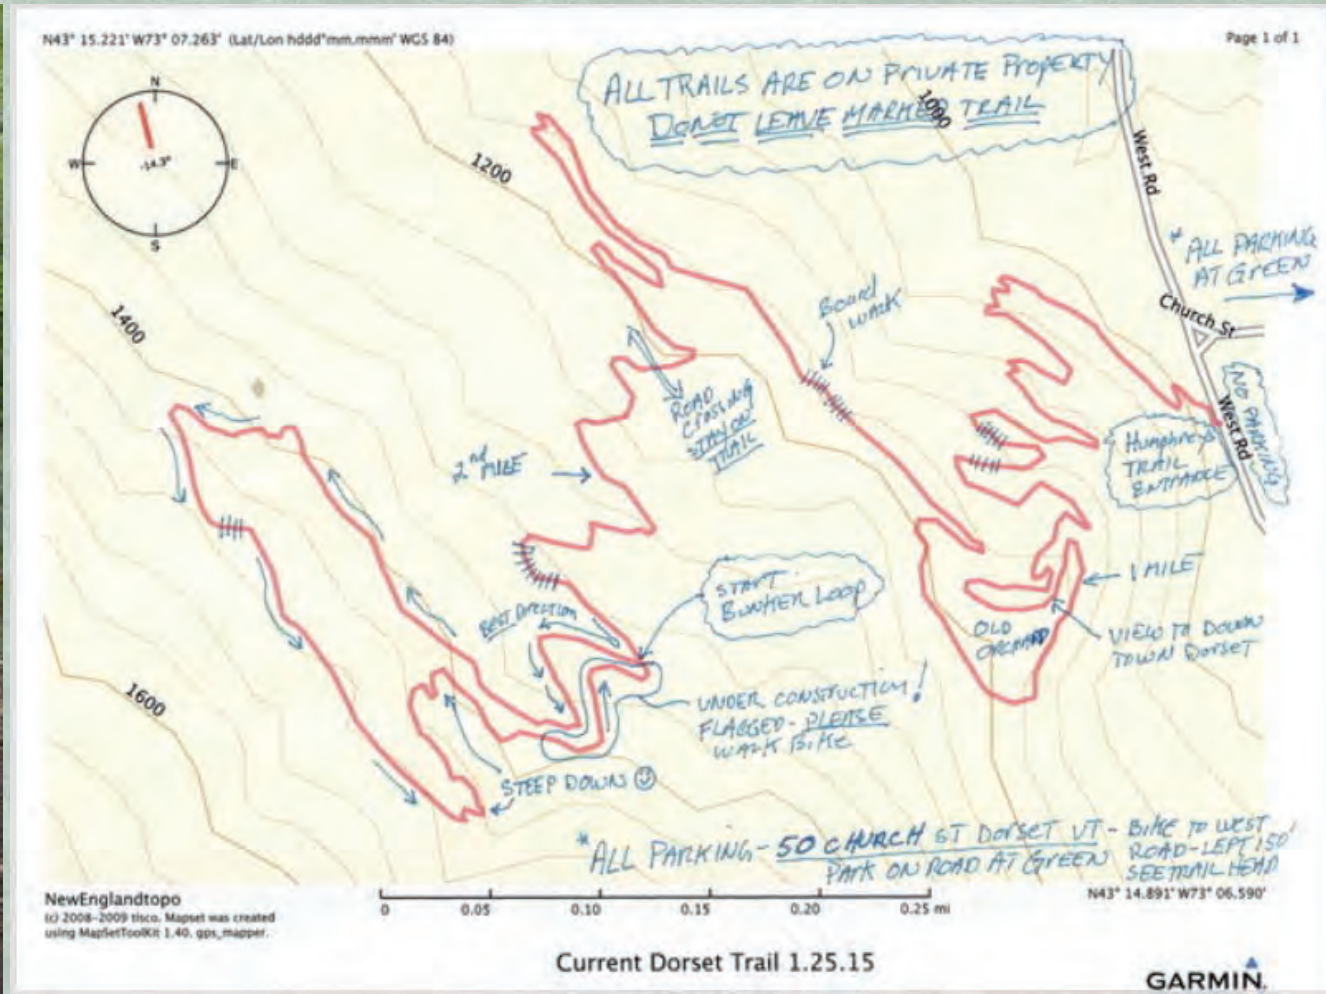 N43° 15.221' W73° 07.263' (Lat/Lon hddd°mm.mmm' WGS 84)
Page 1 of 1
ALL TRAILS ARE ON PRIVATE PROPERTY
DO NOT LEAVE MARKED TRAIL
N
W
E
S
-14.3°
1200
1000
West Rd
* ALL PARKING
AT GREEN
Church St
1400
Board
WALK
NO PARKING
West Rd
ROAD
CROSSING
STAY ON
TRAIL
2nd MILE
Humphreys
TRAIL
ENTRANCE
START
BUNKER LOOP
1 MILE
BEST DIRECTION
OLD
ORCHARD
VIEW TO DOWN
TOWN DORSET
1600
UNDER CONSTUCTION!
FLAGGED - PLEASE
WALK BIKE
STEEP DOWN ☺
*ALL PARKING - 50 CHURCH ST DORSET VT - BIKE TO WEST
PARK ON ROAD AT GREEN
ROAD - LEFT 150'
SEE TRAIL HEAD
NewEnglandtopo
(c) 2008-2009 tisco. Mapset was created
using MapSetToolKit 1.40. gps_mapper.
0 0.05 0.10 0.15 0.20 0.25 mi
N43° 14.891' W73° 06.590'
Current Dorset Trail 1.25.15
GARMIN.